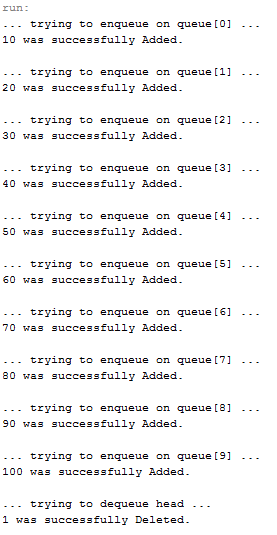 run:
... trying to enqueue on queue[0] ...
10 was successfully Added.
... trying to enqueue on queue[1] ...
20 was successfully Added.
... trying to enqueue on queue[2] ...
30 was successfully Added.
... trying to enqueue on queue[3] ...
40 was successfully Added.
... trying to enqueue on queue[4] ...
50 was successfully Added.
... trying to enqueue on queue[5] ...
60 was successfully Added.
... trying to enqueue on queue[6] ...
70 was successfully Added.
... trying to enqueue on queue[7] ...
80 was successfully Added.
... trying to enqueue on queue[8] ...
90 was successfully Added.
... trying to enqueue on queue[9] ...
100 was successfully Added.
... trying to dequeue head ...
1 was successfully Deleted.